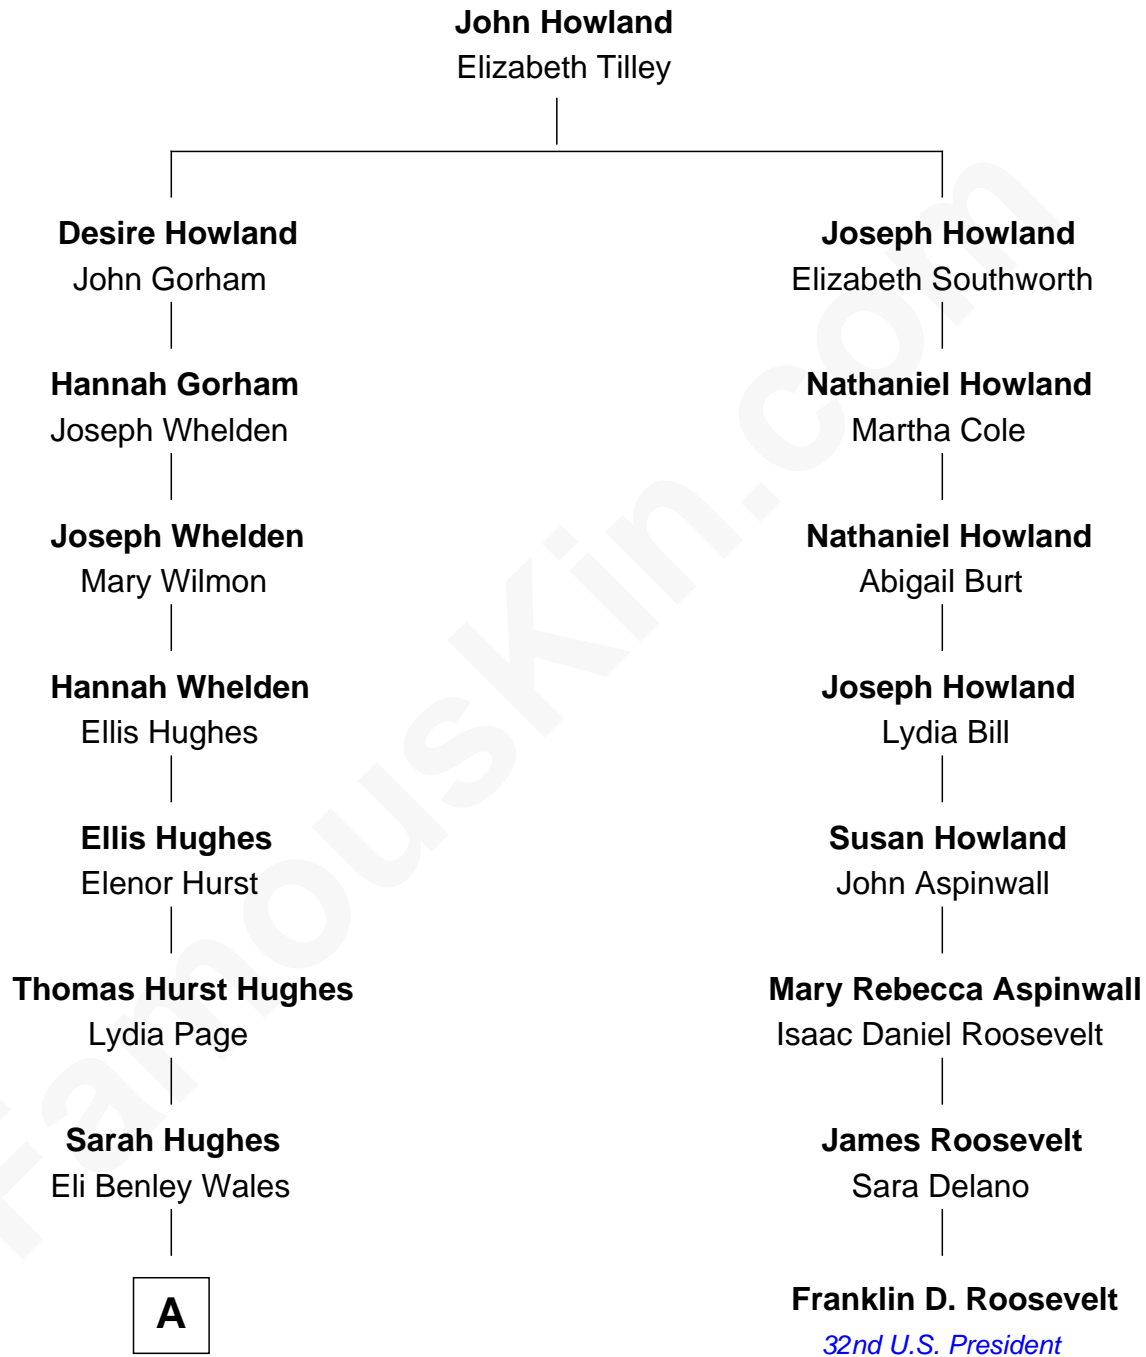 John Howland
Elizabeth Tilley
Desire Howland
John Gorham
Joseph Howland
Elizabeth Southworth
Hannah Gorham
Joseph Whelden
Nathaniel Howland
Martha Cole
Joseph Whelden
Mary Wilmon
Nathaniel Howland
Abigail Burt
Hannah Whelden
Ellis Hughes
Joseph Howland
Lydia Bill
Ellis Hughes
Elenor Hurst
Susan Howland
John Aspinwall
Thomas Hurst Hughes
Lydia Page
Mary Rebecca Aspinwall
Isaac Daniel Roosevelt
Sarah Hughes
Eli Benley Wales
James Roosevelt
Sara Delano
A
Franklin D. Roosevelt
32nd U.S. President
FamousKin.com